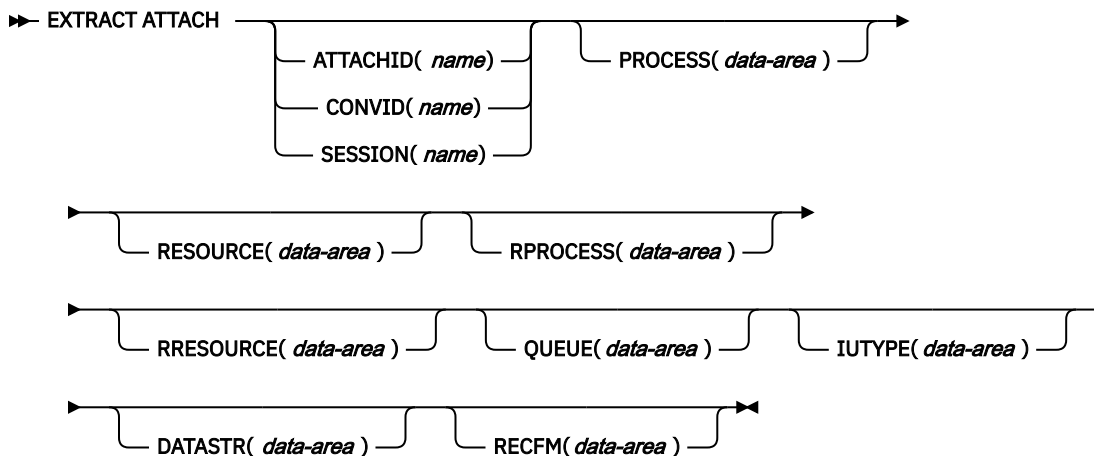 EXTRACT ATTACH
ATTACHID( name)
CONVID( name)
SESSION( name)
PROCESS( data-area )
RESOURCE( data-area )
RPROCESS( data-area )
RRESOURCE( data-area )
QUEUE( data-area )
IUTYPE( data-area )
DATASTR( data-area )
RECFM( data-area )